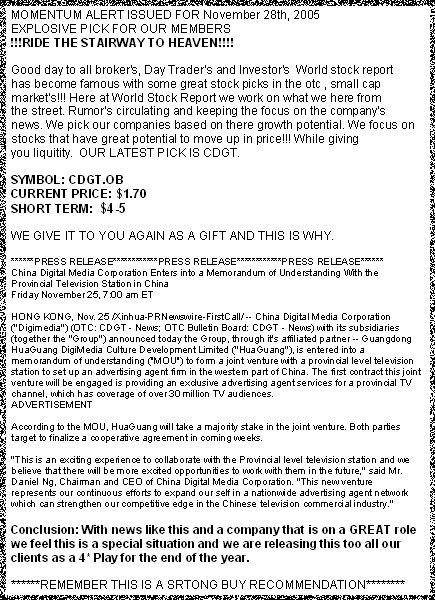 MOMENTUM ALERT ISSUED FOR November 28th, 2005
EXPLOSIVE PICK FOR OUR MEMBERS
!!!RIDE THE STAIRWAY TO HEAVEN!!!!
Good day to all broker's, Day Trader's and Investor's World stock report
has become famous with some great stock picks in the otc , small cap
market's!!! Here at World Stock Report we work on what we here from
the street. Rumor's circulating and keeping the focus on the company's
news. We pick our companies based on there growth potential. We focus on
stocks that have great potential to move up in price!!! While giving
you liquitity. OUR LATEST PICK IS CDGT.
SYMBOL: CDGT.OB
CURRENT PRICE: $1.70
SHORT TERM: $4-5
WE GIVE IT TO YOU AGAIN AS A GIFT AND THIS IS WHY.
******PRESS RELEASE************PRESS RELEASE************PRESS RELEASE******
China Digital Media Corporation Enters into a Memorandum of Understanding With the
Provincial Television Station in China
Friday November 25, 7:00 am ET
HONG KONG, Nov. 25 /Xinhua-PRNewswire-FirstCall/ -- China Digital Media Corporation
("Digimedia") (OTC: CDGT - News; OTC Bulletin Board: CDGT - News) with its subsidiaries
(together the "Group") announced today the Group, through it's affiliated partner -- Guangdong
HuaGuang DigiMedia Culture Development Limited ("HuaGuang"), is entered into a
memorandum of understanding ("MOU") to form a joint venture with a provincial level television
station to set up an advertising agent firm in the western part of China. The first contract this joint
venture will be engaged is providing an exclusive advertising agent services for a provincial TV
channel, which has coverage of over 30 million TV audiences.
ADVERTISEMENT
According to the MOU, HuaGuang will take a majority stake in the joint venture. Both parties
target to finalize a cooperative agreement in coming weeks.
"This is an exciting experience to collaborate with the Provincial level television station and we
believe that there will be more excited opportunities to work with them in the future," said Mr.
Daniel Ng, Chairman and CEO of China Digital Media Corporation. "This new venture
represents our continuous efforts to expand our self in a nationwide advertising agent network
which can strengthen our competitive edge in the Chinese television commercial industry."
Conclusion: With news like this and a company that is on a GREAT role
we feel this is a special situation and we are releasing this too all our
clients as a 4* Play for the end of the year.
******REMEMBER THIS IS A SRTONG BUY RECOMMENDATION********